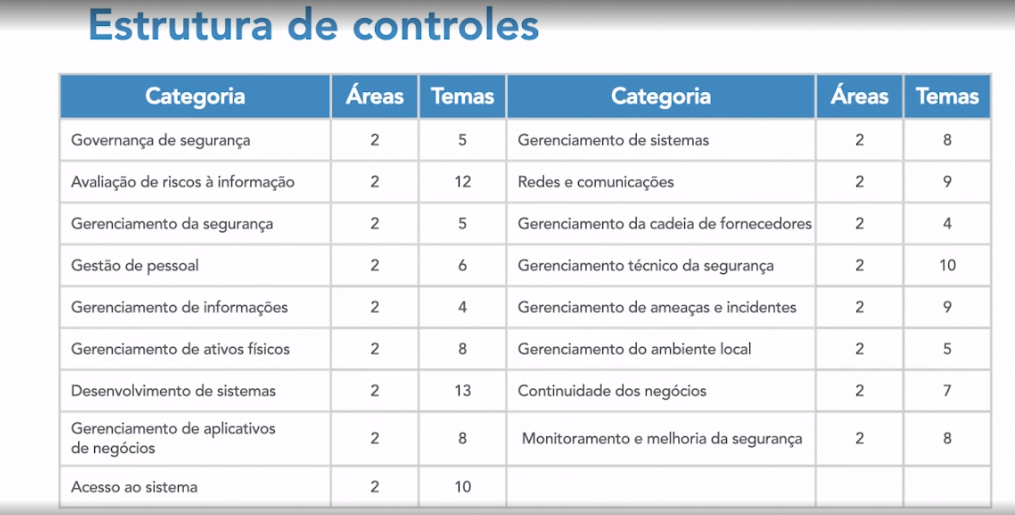 Estrutura de controles
Categoria Áreas Temas Categoria Áreas Temas
Governança de segurança 2 5 Gerenciamento de sistemas 2 8
Avaliação de riscos à informação 2 12 Redes e comunicações 2 9
Gerenciamento da segurança 2 5 Gerenciamento da cadeia de fornecedores 2 4
Gestão de pessoal 2 6 Gerenciamento técnico da segurança 2 10
Gerenciamento de informações 2 4 Gerenciamento de ameaças e incidentes 2 9
Gerenciamento de ativos físicos 2 8 Gerenciamento do ambiente local 2 5
Desenvolvimento de sistemas 2 13 Continuidade dos negócios 2 7
Gerenciamento de aplicativos
de negócios 2 8 Monitoramento e melhoria da segurança 2 8
Acesso ao sistema 2 10